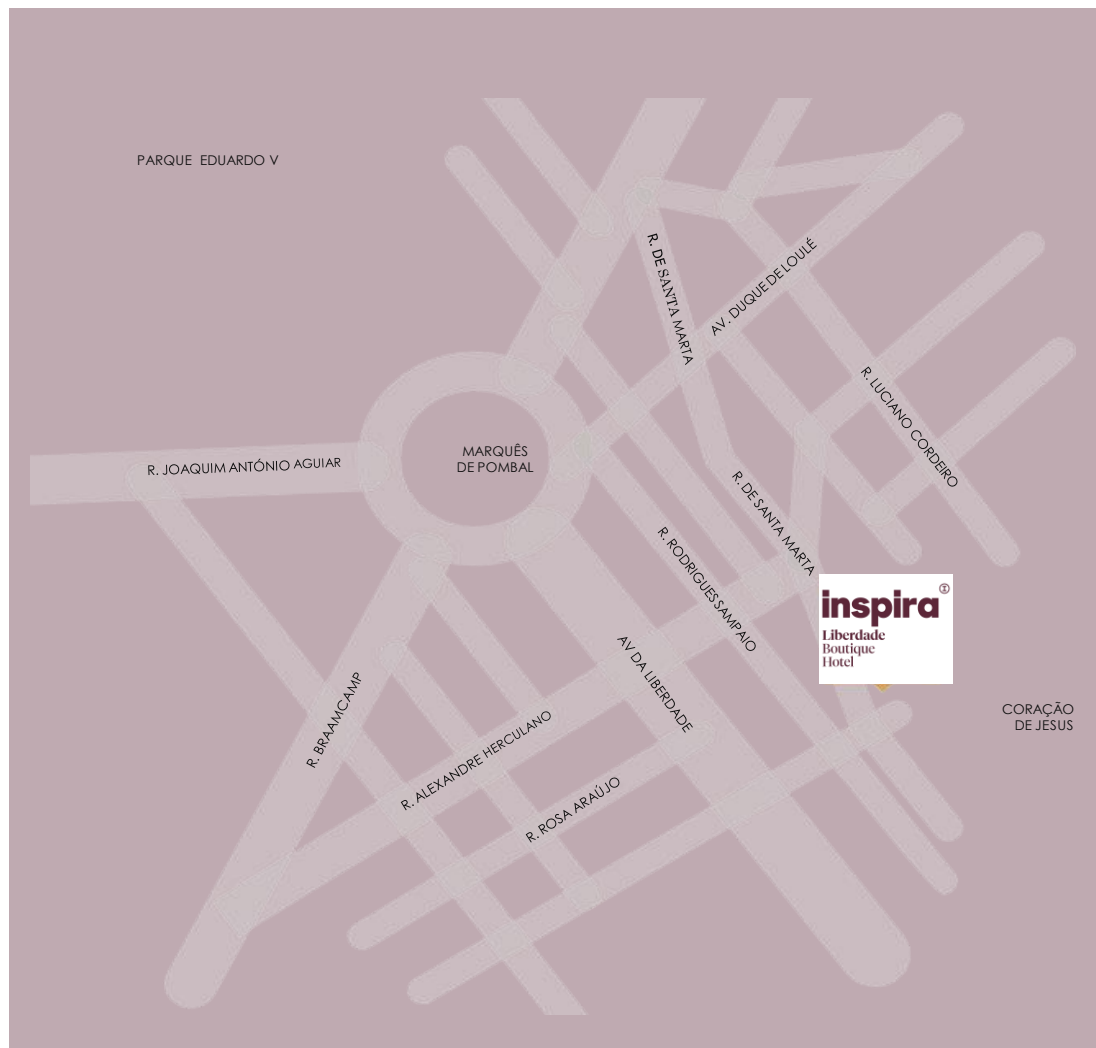 PARQUE EDUARDO V
R. DE SANTA MARTA
AV. DUQUE DE LOULÉ
R. LUCIANO CORDEIRO
MARQUÊS
DE POMBAL
R. JOAQUIM ANTÓNIO AGUIAR
R. DE SANTA MARTA
R. RODRIGUES SAMPAIO
inspira
Liberdade
Boutique
Hotel
AV DA LIBERDADE
R. BRAAMCAMP
CORAÇÃO
DE JESUS
R. ALEXANDRE HERCULANO
R. ROSA ARAÚJO